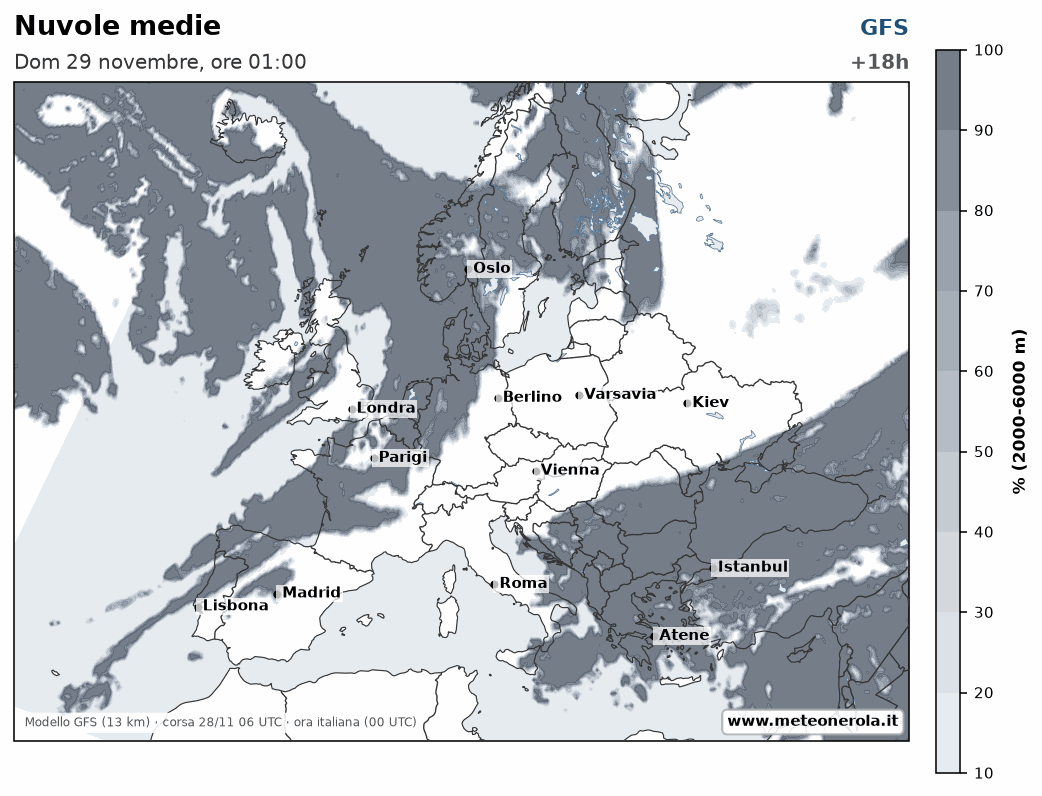 Nuvole medie
GFS
Dom 29 novembre, ore 01:00
+18h
100
90
80
70
60
50
40
30
20
10
% (2000-6000 m)
Oslo
Berlino
Varsavia
Kiev
Londra
Parigi
Vienna
Istanbul
Roma
Madrid
Lisbona
Atene
Modello GFS (13 km) · corsa 28/11 06 UTC · ora italiana (00 UTC)
www.meteonerola.it